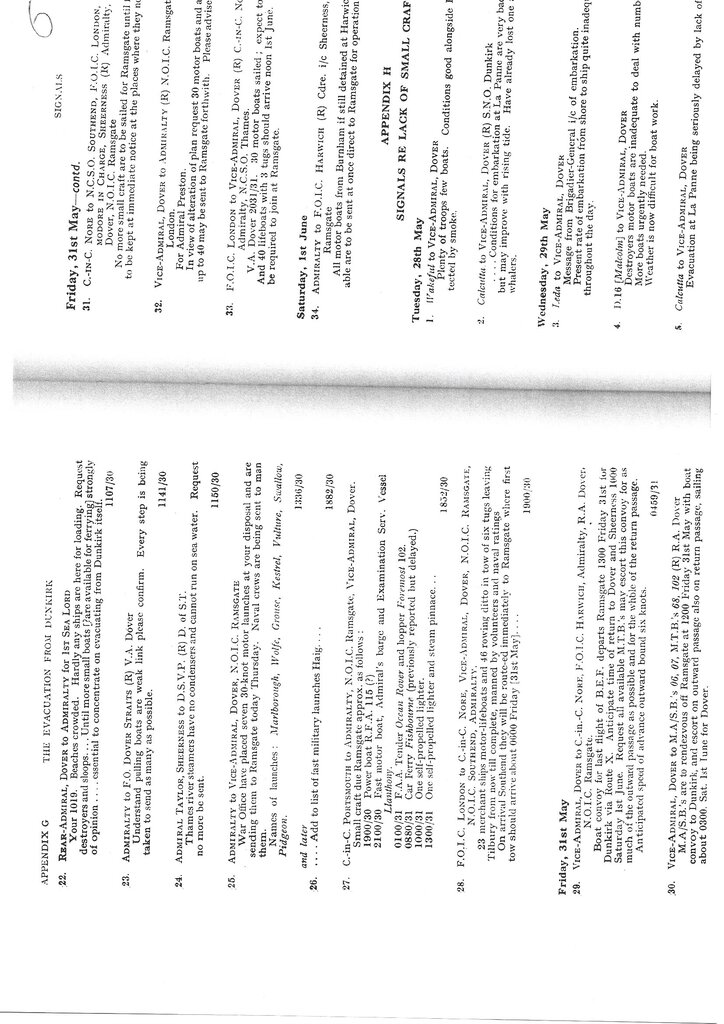 APPENDIX G THE EVACUATION FROM DUNKIRK
22. REAR-ADMIRAL, DOVER to ADMIRALTY for 1ST SEA LORD
Your 1019. Beaches crowded. Hardly any ships are here for loading. Request
destroyers and shops... Until more small boats [?are available for ferrying] strongly
of opinion.... essential to concentrate on evacuating from Dunkirk itself.
1107/30
23. ADMIRALTY to F.O. DOVER STRAITS (R) V.A. Dover
Understand pulling boats are weak link please confirm. Every step is being
taken to send as many as possible.
1141/30
24. ADMIRAL TAYLOR, SHEERNESS to D.S.V.P. (R) D. of S.T.
Thames river steamers have no condensers and cannot run on sea water. Request
no more be sent.
1150/30
25. ADMIRALTY to VICE-ADMIRAL, DOVER, N.O.I.C. RAMSGATE
War Office have placed seven 30-knot motor launches at your disposal and are
sending them to Ramsgate today Thursday. Naval crows are being sent to man
them.
Names of launches: Marlborough, Wolfe, Grouse, Kestrel, Vulture, Swallow,
Pidgeon.
1336/30
and later
26. .... Add to list of fast military launches Haig....
1882/30
27. C.-in-C. PORTSMOUTH to ADMIRALTY, N.O.I.C. Ramsgate, VICE-ADMIRAL, Dover.
Small craft due Ramsgate approx. as follows:
1900/30 Power boat R.F.A. 115 (?)
2100/30 Fast motor boat, Admiral's barge and Examination Serv. Vessel
Llanthony.
0100/31 F.A.A. Tender Ocean Rover and hopper Foremost 102.
0880/31 Car Ferry Fishbourne (previously reported but delayed.)
1000/31 One self-propelled lighter.
1300/31 One self-propelled lighter and steam pinnace...
1852/30
28. F.O.I.C. LONDON to C.-in-C. NORE, VICE-ADMIRAL, DOVER, N.O.I.C. RAMSGATE,
N.O.I.C. SOUTHEND, ADMIRALTY.
23 merchant ships motor-lifeboats and 46 rowing ditto in tow of six tugs leaving
Tilbury from now till complete, manned by volunteers and naval ratings
On arrival Southend they will be route-ed immediately to Ramsgate where first
tow should arrive about 0600 Friday [31st May]..
1900/30
Friday, 31st May
29. VICE-ADMIRAL, DOVER to C.-in.-C. NORE, F.O.I.C. HARWICH, Admiralty, R.A. Dover,
N.O.I.C. Ramsgate.
Boat convoy for last flight of B.E.F. departs Ramsgate 1300 Friday 31st for
Dunkirk via Route X. Anticipate time of return to Dover and Sheerness 1000
Saturday 1st June. Request all available M.T.B.'s may escort this convoy for as
much of the outward passage as possible and for the whble of the return passage.
Anticipated speed of advance outward bound six knots.
0459/31
30. VICE-ADMIRAL, DOVER to M.A/S.B.'s 06, 07, M.T.B.'s 68, 102 (R) R.A. Dover
M.A/S.B.'s are to rendezvous off Ramsgate at 1200 Friday 31st May with boat
convoy to Dunkirk, and escort on outward passage also on return passage, sailing
about 0300. Sat. 1st June for Dover.
SIGNALS
Friday, 31st May—contd.
31. C.-IN-C. NORE to N.C.S.O. SOUTHEND, F.O.I.C. LONDON,
MODORE IN CHARGE, SHEERNESS (R) Admiralty,
Dover, N.O.I.C. Ramsgate
No more small craft are to be sailed for Ramsgate until f
to be kept at immediate notice at the places where they no
32. VICE-ADMIRAL, DOVER to ADMIRALTY (R) N.O.I.C. Ramsgat
London.
For Admiral Preston.
In view of alteration of plan request 30 motor boats and a
up to 40 may be sent to Ramsgate forthwith. Please advise
33. F.O.I.C. LONDON to VICE-ADMIRAL, DOVER (R) C.-IN-C. No
Admiralty, N.C.S.O. Thames.
V.A. Dover 2031/31. 30 motor boats sailed; expect to
And 40 lifeboats with 3 tugs should arrive noon 1st June.
be required to join at Ramsgate.
Saturday, 1st June
34. ADMIRALTY to F.O.I.C. HARWICH (R) Cdre. i/c Sheerness,
Ramsgate
All motor boats from Burnham if still detained at Harwic
able are to be sent at once direct to Ramsgate for operation
APPENDIX H
SIGNALS RE LACK OF SMALL CRAF
Tuesday, 28th May
1. Wakeful to VICE-ADMIRAL, DOVER
Plenty of troops few boats. Conditions good alongside
tected by smoke.
2. Calcutta to VICE-ADMIRAL, DOVER (R) S.N.O. Dunkirk
.... Conditions for embarkation at La Panne are very bad
but may improve with rising tide. Have already lost one
whalers.
Wednesday, 29th May
3. Leda to VICE-ADMIRAL, DOVER
Message from Brigadier-General i/c of embarkation.
Present rate of embarkation from shore to ship quite inadeq
throughout the day.
4. D.16 [Malcolm] to VICE-ADMIRAL, DOVER
Destroyers motor boats are inadequate to deal with numb
More boats urgently needed.
Weather is now difficult for boat work.
5. Calcutta to VICE-ADMIRAL, DOVER
Evacuation at La Panne being seriously delayed by lack of